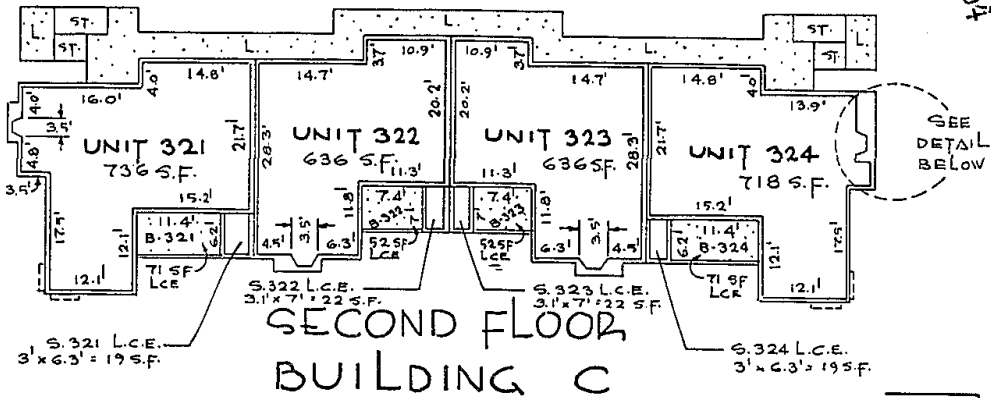 L. ST. L. L. ST. L.
ST. ST.
10.9' 10.9'
3.7' 3.7'
14.8' 14.7' 14.7' 14.8'
4.0' 4.0'
16.0' 13.9'
4.0' 20.2' 20.2'
3.5' SEE
DETAIL
BELOW
UNIT 321 21.7' 28.3' UNIT 322 UNIT 323 28.3' 21.7' UNIT 324
736 S.F. 636 S.F. 636 S.F. 718 S.F.
4.8' 11.3' 11.3'
3.5'
15.2' 7.4' 7.4' 15.2'
17.5' 12.1' 11.4' 6.2' 11.8' B-322 7' 7' B-323 11.8' 6.2' 11.4' 12.1' 17.5'
B-321 B-324
4.5' 3.5' 6.3' 52 SF 52 SF 6.3' 3.5' 4.5'
LCE LCE
12.1' 71 SF 71 SF 12.1'
LCE LCE
S.322 L.C.E. S.323 L.C.E.
3.1' x 7' = 22 S.F. 3.1' x 7' = 22 S.F.
SECOND FLOOR
S.321 L.C.E. S.324 L.C.E.
3' x 6.3' = 19 S.F. 3' x 6.3' = 19 S.F.
BUILDING C